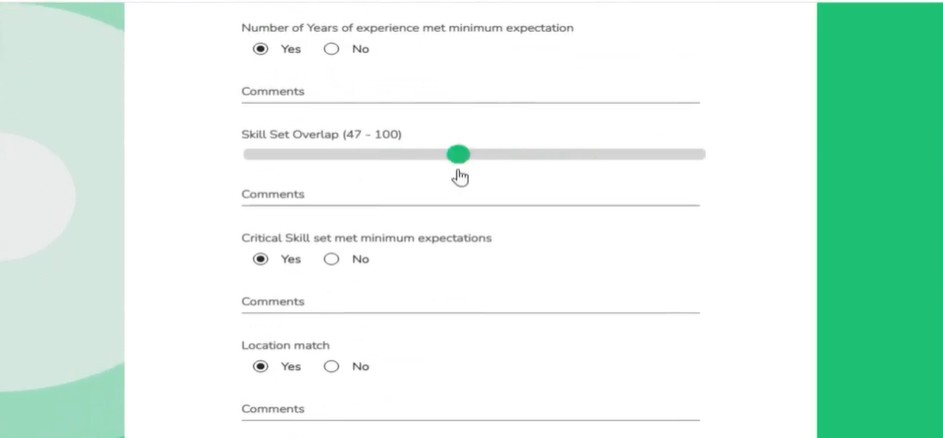 Number of Years of experience met minimum expectation
Yes No
Comments
Skill Set Overlap (47 - 100)
Comments
Critical Skill set met minimum expectations
Yes No
Comments
Location match
Yes No
Comments